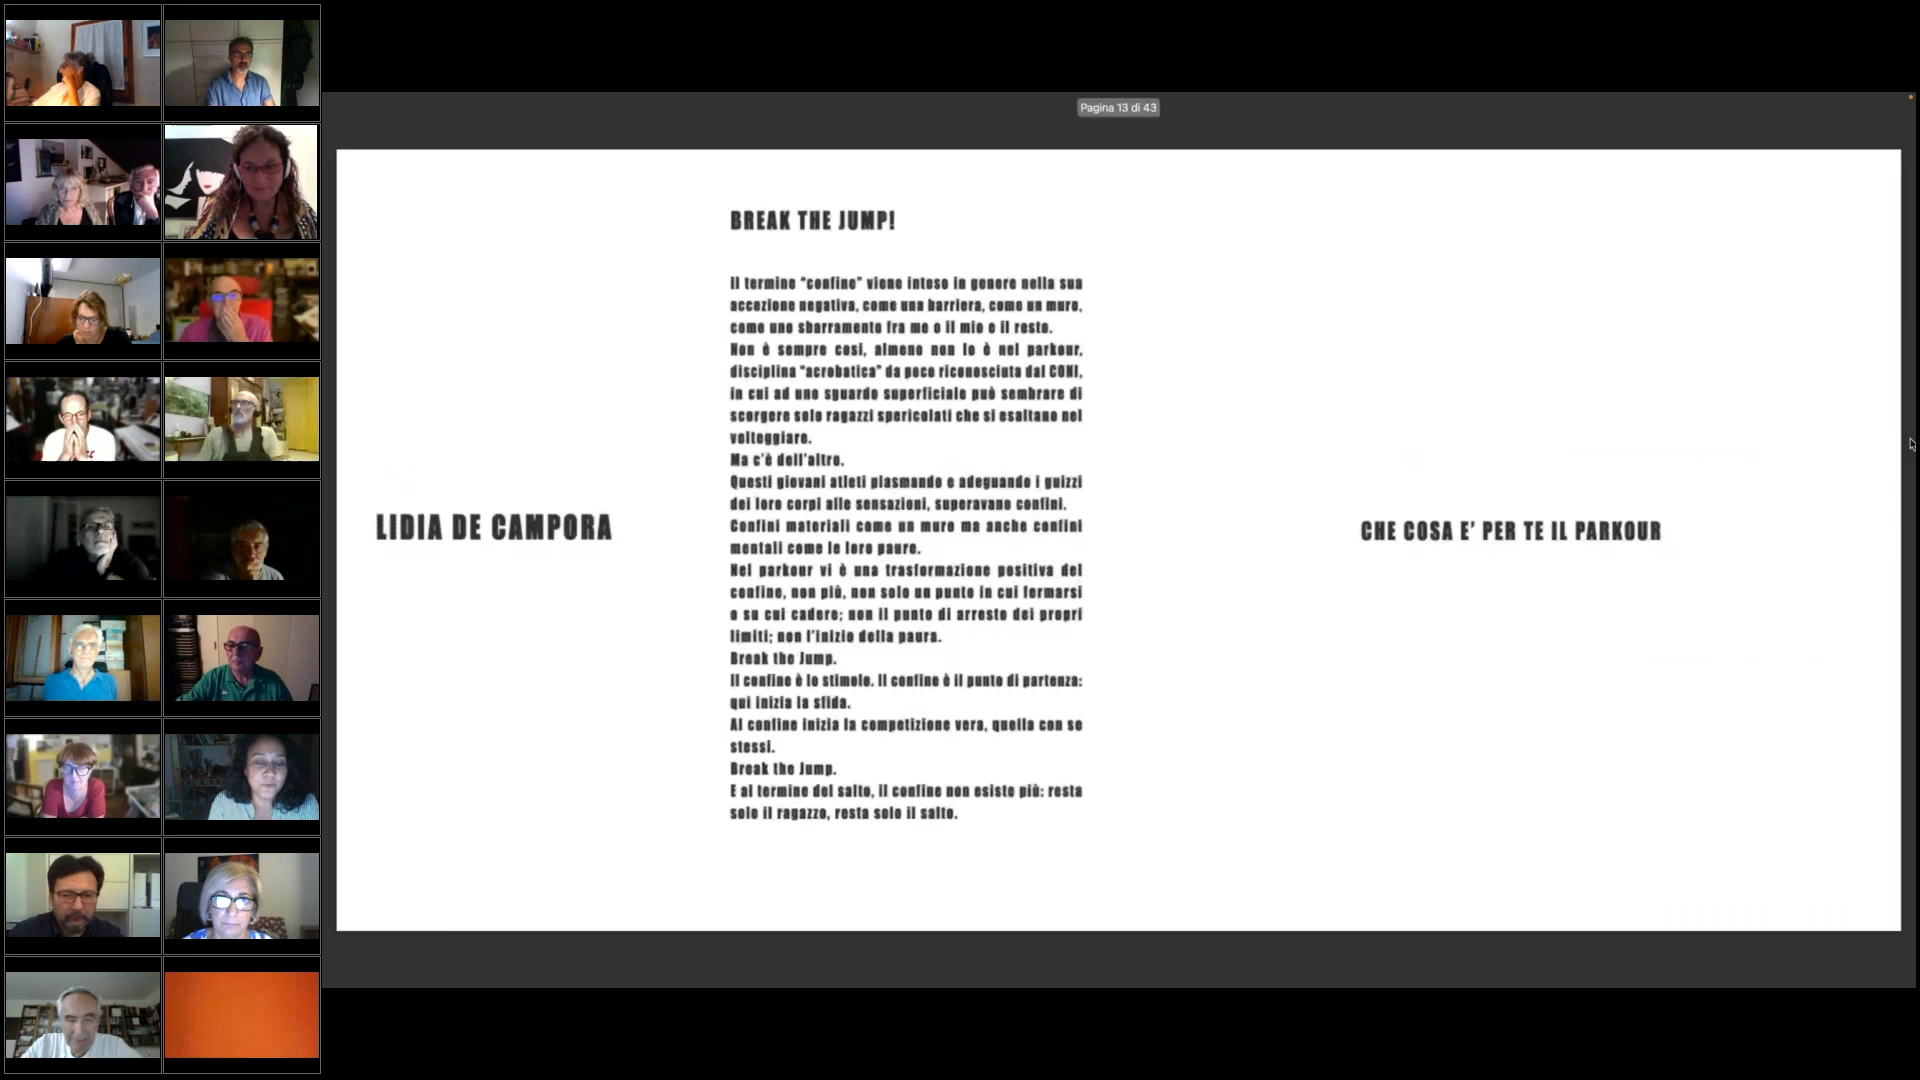 Pagina 13 di 43
BREAK THE JUMP!
Il termine “confine” viene inteso in genere nella sua
accezione negativa, come una barriera, come un muro,
come uno sbarramento fra me o il mio e il resto.
Non è sempre così, almeno non lo è nel parkour,
disciplina “acrobatica” da poco riconosciuta dal CONI,
in cui ad uno sguardo superficiale può sembrare di
scorgere solo ragazzi spericolati che si esaltano nel
volteggiare.
Ma c’è dell’altro.
Questi giovani atleti plasmando e adeguando i guizzi
dei loro corpi alle sensazioni, superavano confini.
Confini materiali come un muro ma anche confini
mentali come le loro paure.
Nel parkour vi è una trasformazione positiva del
confine, non più, non solo un punto in cui fermarsi
o su cui cadere; non il punto di arresto dei propri
limiti; non l’inizio della paura.
Break the Jump.
Il confine è lo stimolo. Il confine è il punto di partenza:
qui inizia la sfida.
Al confine inizia la competizione vera, quella con se
stessi.
Break the Jump.
E al termine del salto, il confine non esiste più: resta
solo il ragazzo, resta solo il salto.
LIDIA DE CAMPORA
CHE COSA E’ PER TE IL PARKOUR